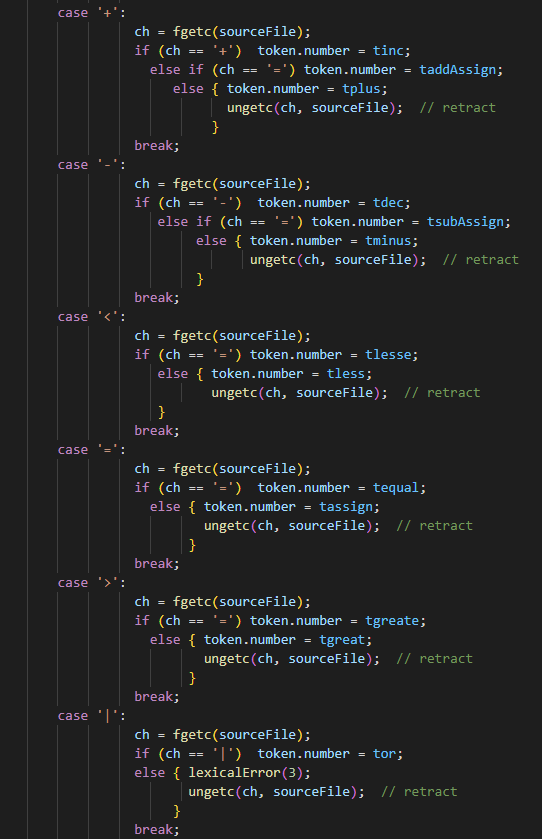 case '+':
ch = fgetc(sourceFile);
if (ch == '+')  token.number = tinc;
else if (ch == '=') token.number = taddAssign;
else { token.number = tplus;
ungetc(ch, sourceFile);  // retract
}
break;
case '-':
ch = fgetc(sourceFile);
if (ch == '-')  token.number = tdec;
else if (ch == '=') token.number = tsubAssign;
else { token.number = tminus;
ungetc(ch, sourceFile);  // retract
}
break;
case '<':
ch = fgetc(sourceFile);
if (ch == '=') token.number = tlesse;
else { token.number = tless;
ungetc(ch, sourceFile);  // retract
}
break;
case '=':
ch = fgetc(sourceFile);
if (ch == '=')  token.number = tequal;
else { token.number = tassign;
ungetc(ch, sourceFile);  // retract
}
break;
case '>':
ch = fgetc(sourceFile);
if (ch == '=') token.number = tgreate;
else { token.number = tgreat;
ungetc(ch, sourceFile);  // retract
}
break;
case '|':
ch = fgetc(sourceFile);
if (ch == '|')  token.number = tor;
else { lexicalError(3);
ungetc(ch, sourceFile);  // retract
}
break;